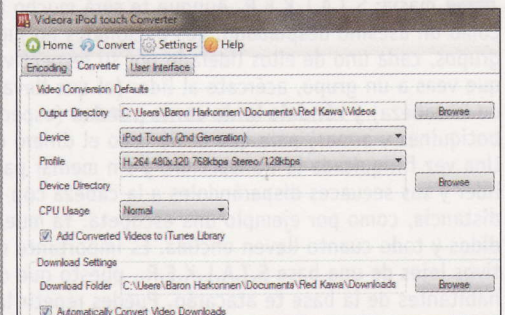 Videora iPod touch Converter
Home Convert Settings Help
Encoding Converter User Interface
Video Conversion Defaults
Output Directory C:\Users\Baron Harkonnen\Documents\Red Kawa\Videos Browse
Device iPod Touch (2nd Generation)
Profile H.264 480x320 768kbps Stereo/128kbps
Device Directory Browse
CPU Usage Normal
Add Converted Videos to iTunes Library
Download Settings
Download Folder C:\Users\Baron Harkonnen\Documents\Red Kawa\Downloads Browse
Automatically Convert Video Downloads